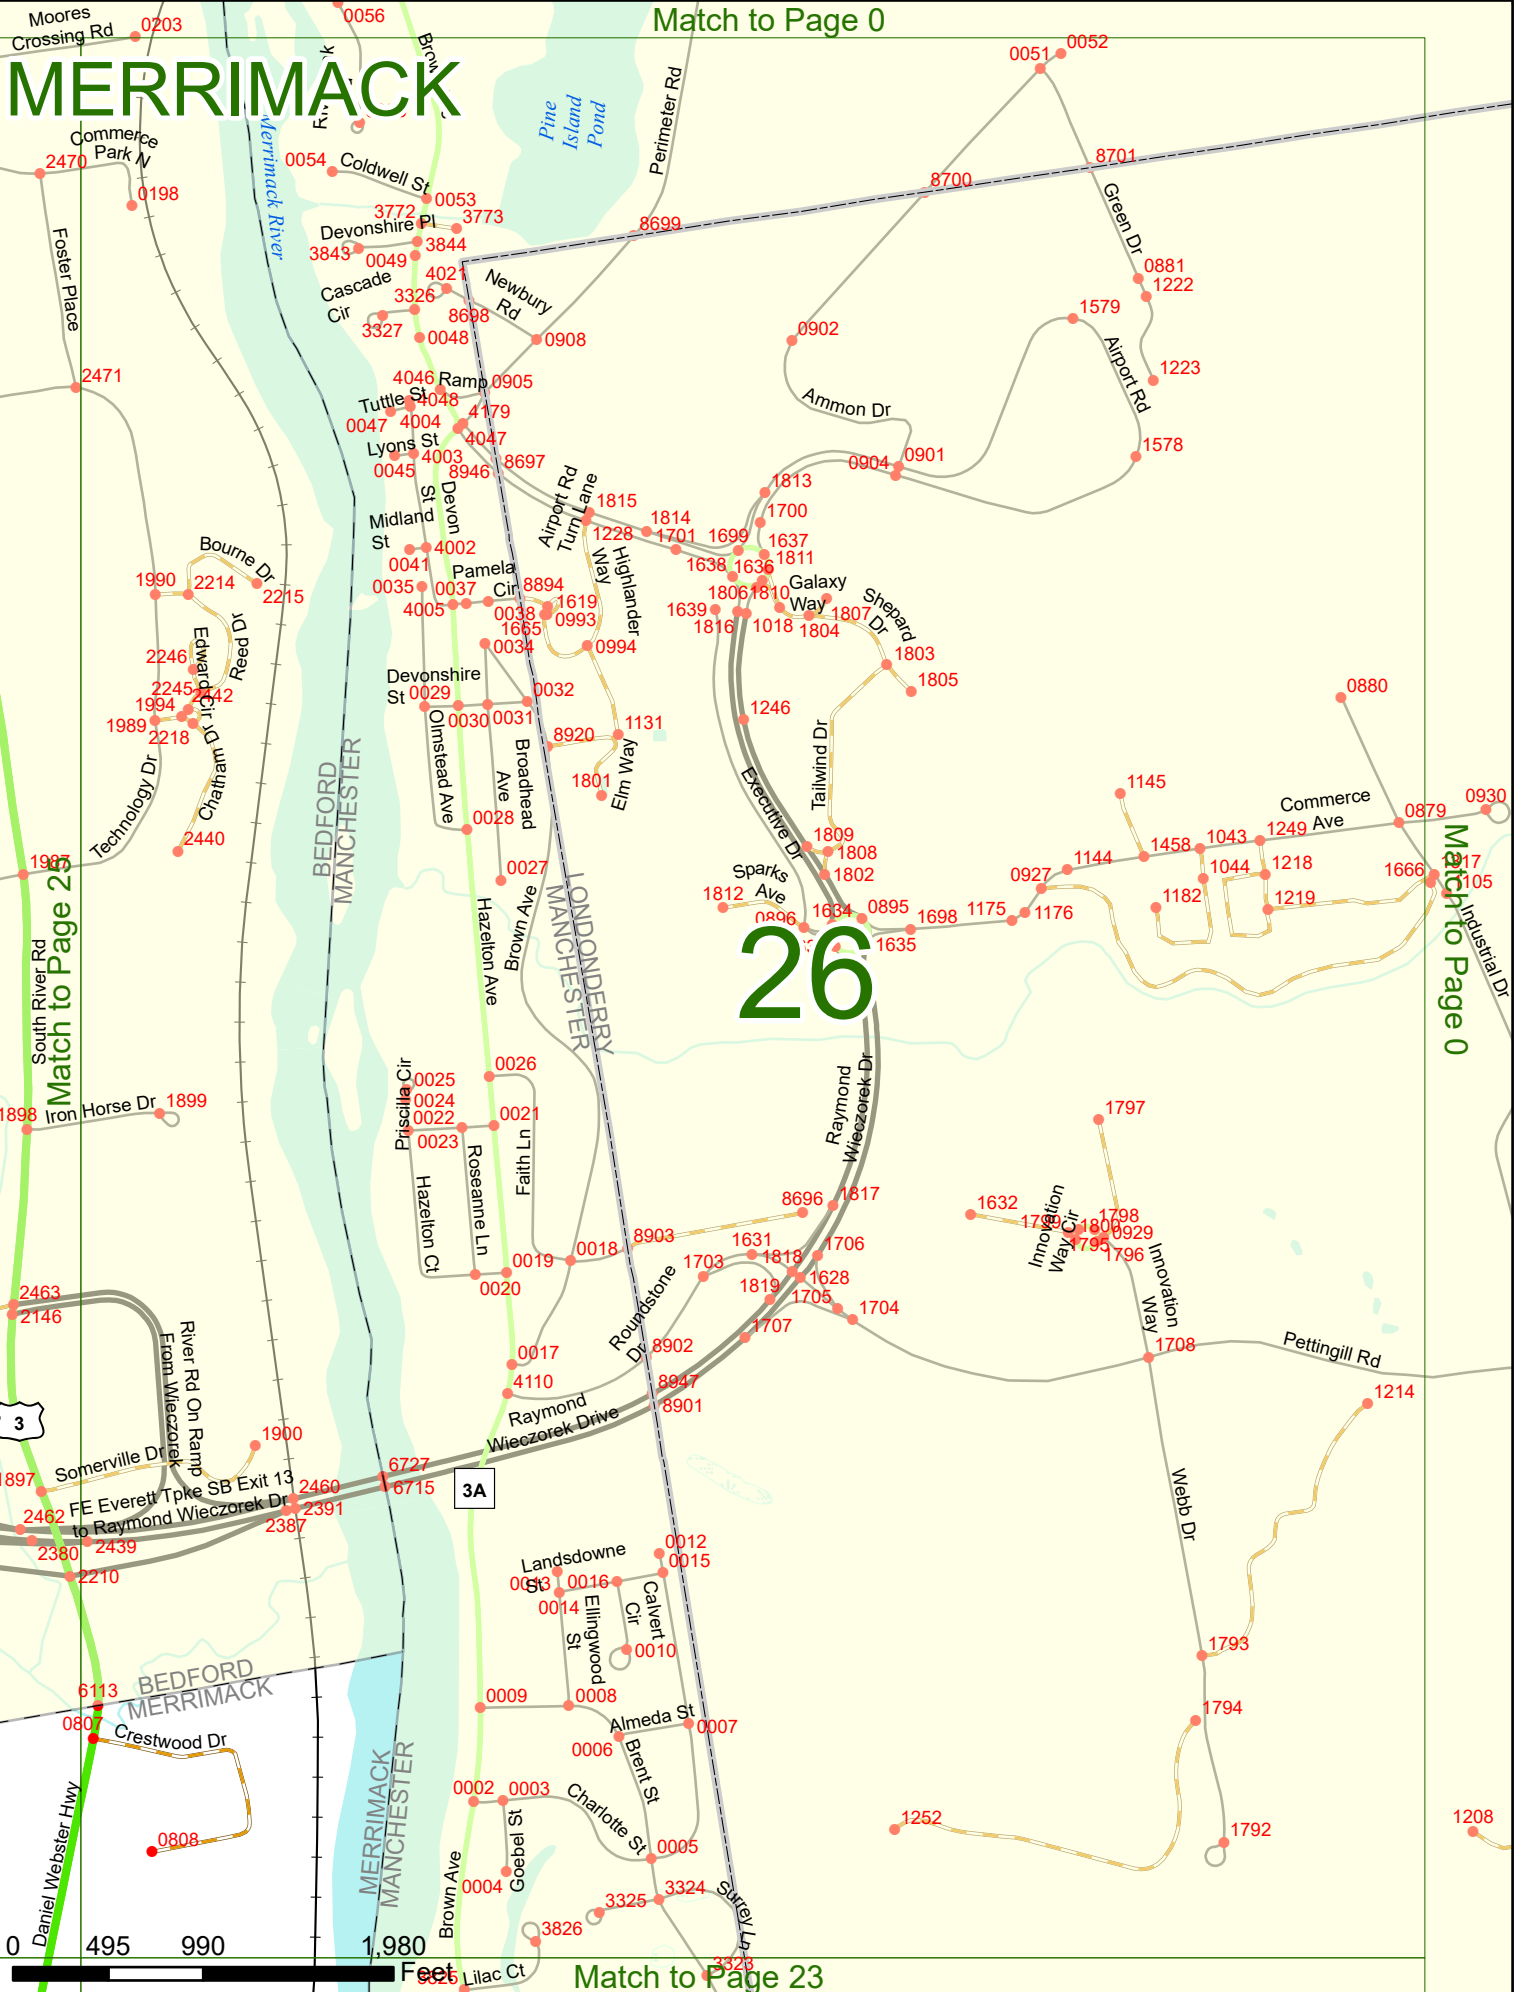 Match to Page 0
MERRIMACK
Moores
Crossing Rd
0203
0056
0051
0052
Pine
Island
Pond
Perimeter Rd
Merrimack River
Commerce
Park N
2470
0198
0054
Coldwell St
0053
3772
3773
Devonshire Pl
3844
3843
0049
4021
Cascade
Cir
3326
3327
8698
0048
Newbury
Rd
0908
8699
8700
8701
Green Dr
0881
1222
1223
1579
Airport Rd
1578
0902
Ammon Dr
0901
0904
Foster Place
2471
4046
Ramp
0905
Tuttle St
4048
0047
4004
4179
4047
Lyons St
4003
0045
8946
8697
St
Devon
Midland
St
4002
0041
0035
0037
Pamela
Cir
8894
4005
0038
1619
0993
1665
0034
0994
Airport Rd
Turn Lane
1815
1228
Highlander
Way
1814
1701
1813
1700
1699
1637
1811
1638
1636
1806
1810
Galaxy
Way
1807
1804
1639
1816
1018
Shepard
Dr
1803
1805
Bourne Dr
1990
2214
2215
Reed Dr
Edward Cir
2246
2245
2442
1994
1989
2218
Chatham Dr
2440
Technology Dr
1987
Devonshire
St
0029
0030
0031
0032
Olmstead Ave
Broadhead
Ave
0028
0027
8920
1131
1801
Elm Way
1246
Executive Dr
Tailwind Dr
1809
1808
1802
Sparks
Ave
1812
0896
1634
0895
1635
1698
1175
1176
0927
1144
1145
1458
1043
1249
Commerce
Ave
0879
0880
0930
1044
1218
1219
1182
1666
1105
Industrial Dr
BEDFORD
MANCHESTER
LONDONDERRY
MANCHESTER
26
Match to Page 25
Match to Page 0
South River Rd
Hazelton Ave
Brown Ave
1898
Iron Horse Dr
1899
Priscilla Cir
0025
0024
0022
0023
0026
0021
Faith Ln
Roseanne Ln
Hazelton Ct
0019
0020
0018
8903
8696
1817
Raymond
Wieczorek Dr
1631
1703
1818
1706
1628
1819
1705
1704
1707
Roundstone
Dr
8902
8947
8901
0017
4110
Raymond
Wieczorek Drive
1797
1632
Innovation
Way Cir
1799
1800
1798
0929
1795
1796
Innovation
Way
1708
Pettingill Rd
1214
Webb Dr
2463
2146
River Rd On Ramp
From Wieczorek
3
1900
Somerville Dr
1897
FE Everett Tpke SB Exit 13
to Raymond Wieczorek Dr
2460
2391
2387
2462
2380
2439
2210
6727
6715
3A
0012
0015
Landsdowne
St
0013
0016
0014
Ellingwood
St
Calvert
Cir
0010
0009
0008
Almeda St
0007
0006
Brent St
BEDFORD
MERRIMACK
6113
0807
Crestwood Dr
0808
Daniel Webster Hwy
MERRIMACK
MANCHESTER
0002
0003
Goebel St
0004
Charlotte St
0005
Brown Ave
3324
3325
3826
Surrey Ln
3323
3825
Lilac Ct
1793
1794
1792
1252
1208
0
495
990
1,980
Feet
Match to Page 23